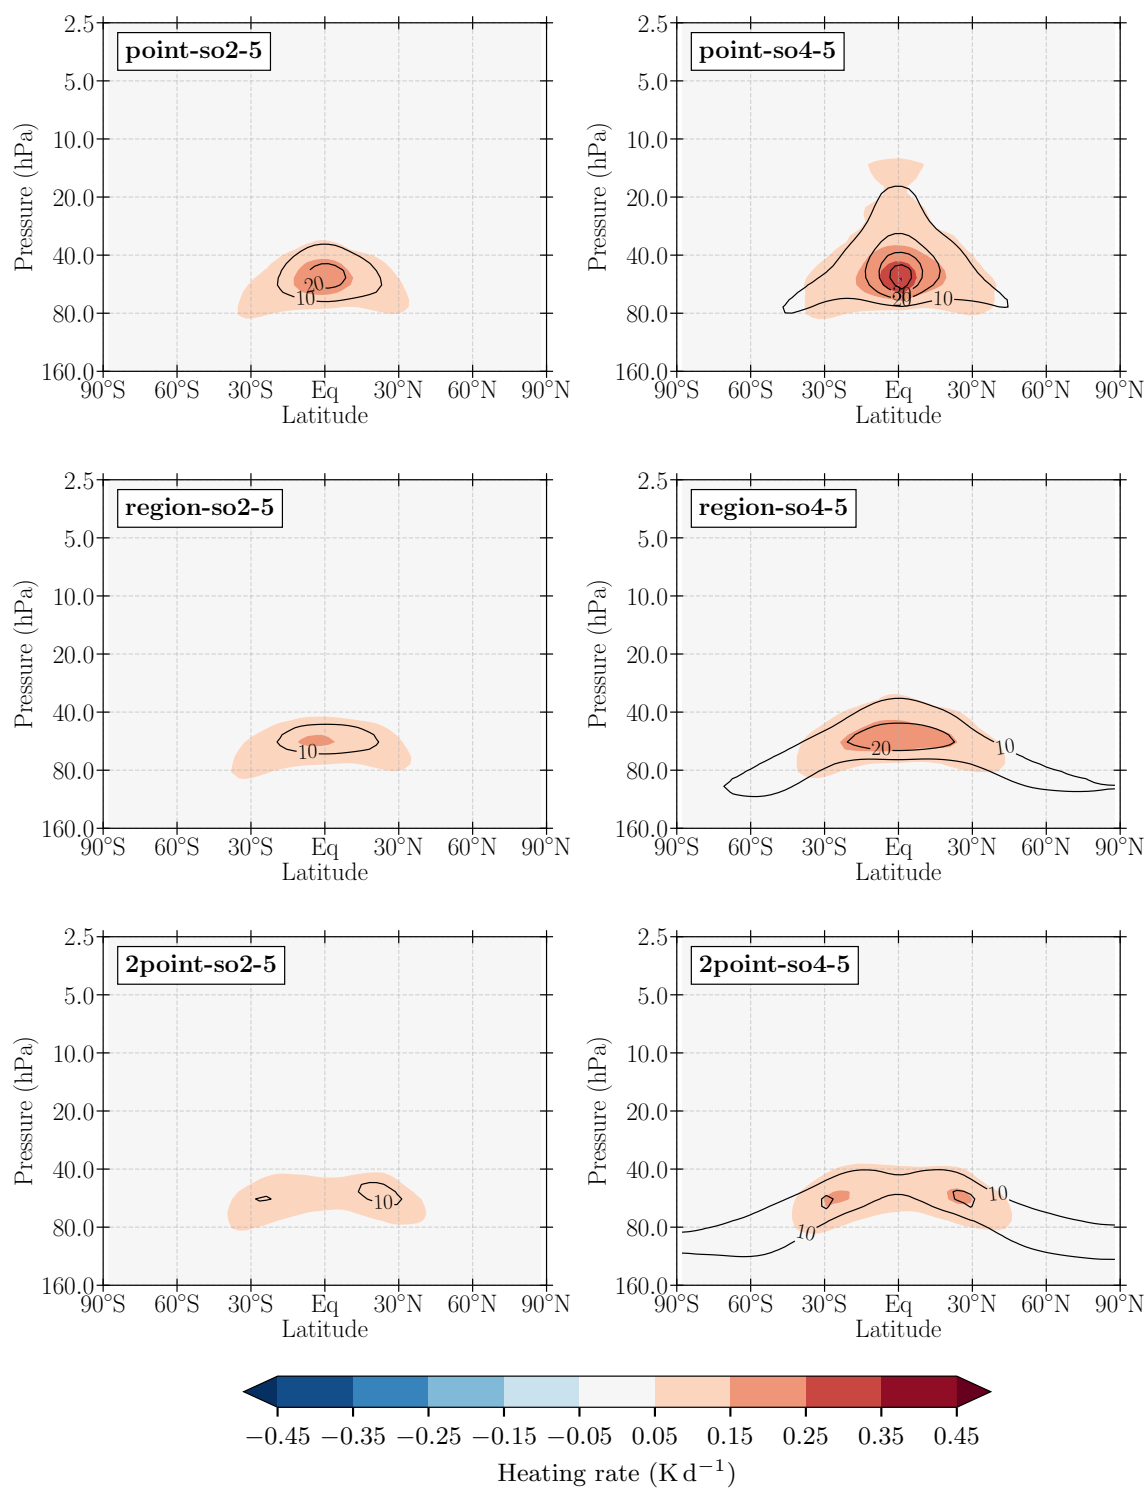 point-so2-5
2.5
5.0
10.0
20.0
40.0
80.0
160.0
Pressure (hPa)
20
10
90°S 60°S 30°S Eq 30°N 60°N 90°N
Latitude
point-so4-5
2.5
5.0
10.0
20.0
40.0
80.0
160.0
Pressure (hPa)
20
10
90°S 60°S 30°S Eq 30°N 60°N 90°N
Latitude
region-so2-5
2.5
5.0
10.0
20.0
40.0
80.0
160.0
Pressure (hPa)
10
90°S 60°S 30°S Eq 30°N 60°N 90°N
Latitude
region-so4-5
2.5
5.0
10.0
20.0
40.0
80.0
160.0
Pressure (hPa)
10
20
90°S 60°S 30°S Eq 30°N 60°N 90°N
Latitude
2point-so2-5
2.5
5.0
10.0
20.0
40.0
80.0
160.0
Pressure (hPa)
10
90°S 60°S 30°S Eq 30°N 60°N 90°N
Latitude
2point-so4-5
2.5
5.0
10.0
20.0
40.0
80.0
160.0
Pressure (hPa)
10
10
90°S 60°S 30°S Eq 30°N 60°N 90°N
Latitude
−0.45 −0.35 −0.25 −0.15 −0.05 0.05 0.15 0.25 0.35 0.45
Heating rate (K d⁻¹)